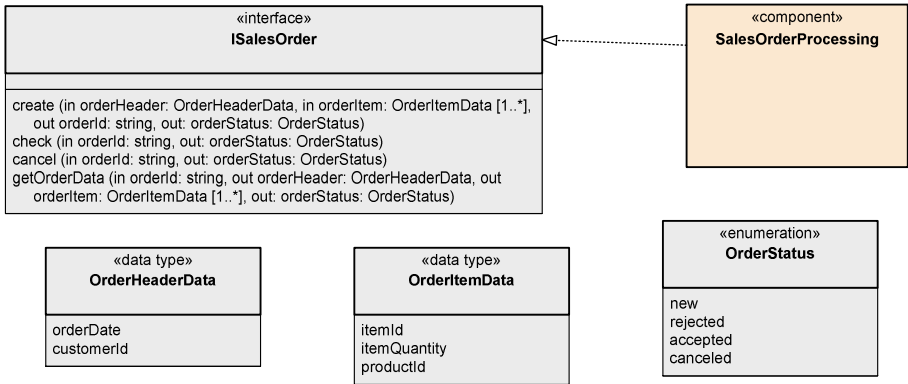 «interface»
ISalesOrder
create (in orderHeader: OrderHeaderData, in orderItem: OrderItemData [1..*],
out orderId: string, out: orderStatus: OrderStatus)
check (in orderId: string, out: orderStatus: OrderStatus)
cancel (in orderId: string, out: orderStatus: OrderStatus)
getOrderData (in orderId: string, out orderHeader: OrderHeaderData, out
orderItem: OrderItemData [1..*], out: orderStatus: OrderStatus)
«component»
SalesOrderProcessing
«data type»
OrderHeaderData
orderDate
customerId
«data type»
OrderItemData
itemId
itemQuantity
productId
«enumeration»
OrderStatus
new
rejected
accepted
canceled